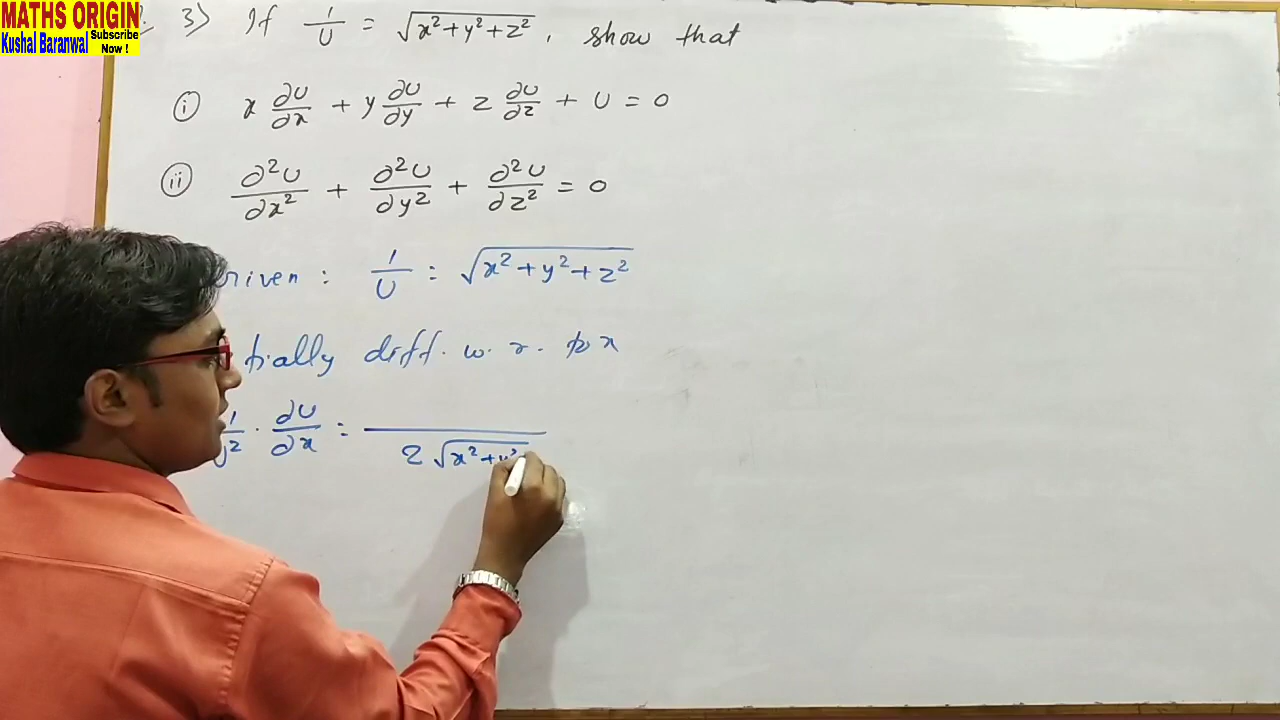 MATHS ORIGIN
Kushal Baranwal Subscribe Now !
3) If 1/U = √(x²+y²+z²), show that
(i) x ∂U/∂x + y ∂U/∂y + z ∂U/∂z + U = 0
(ii) ∂²U/∂x² + ∂²U/∂y² + ∂²U/∂z² = 0
: 1/U = √(x²+y²+z²)
diff. w. r. to x
∂U/∂x = 2√(x²+y²